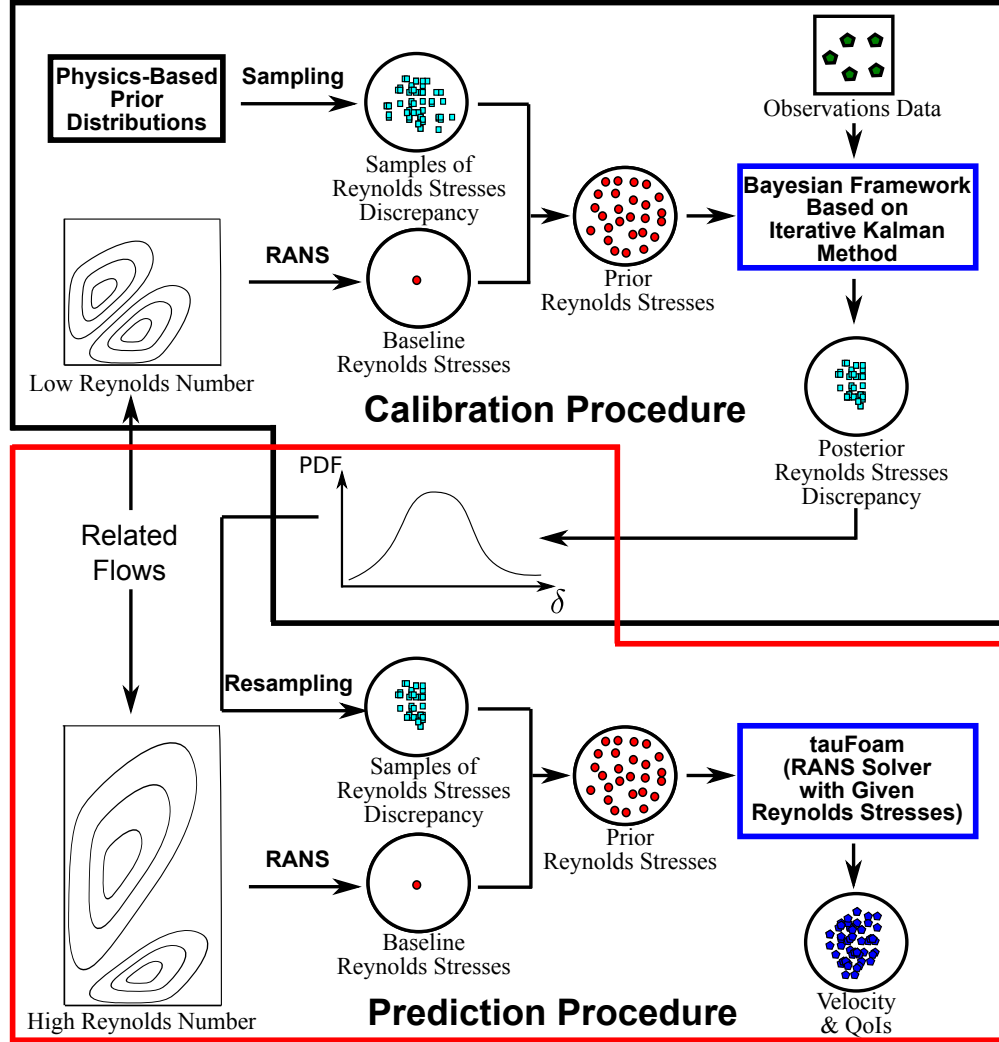 Physics-Based
Prior
Distributions
Sampling
Samples of
Reynolds Stresses
Discrepancy
Observations Data
Bayesian Framework
Based on
Iterative Kalman
Method
RANS
Baseline
Reynolds Stresses
Prior
Reynolds Stresses
Low Reynolds Number
Calibration Procedure
Posterior
Reynolds Stresses
Discrepancy
PDF
δ
Related
Flows
Resampling
Samples of
Reynolds Stresses
Discrepancy
RANS
Baseline
Reynolds Stresses
Prior
Reynolds Stresses
tauFoam
(RANS Solver
with Given
Reynolds Stresses)
Velocity
& QoIs
High Reynolds Number
Prediction Procedure